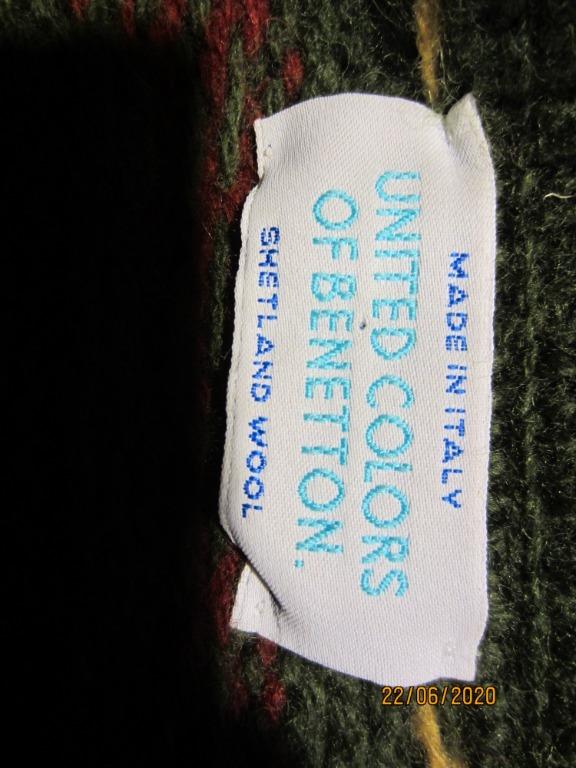 MADE IN ITALY
UNITED COLORS
OF BENETTON.
SHETLAND WOOL
22/06/2020